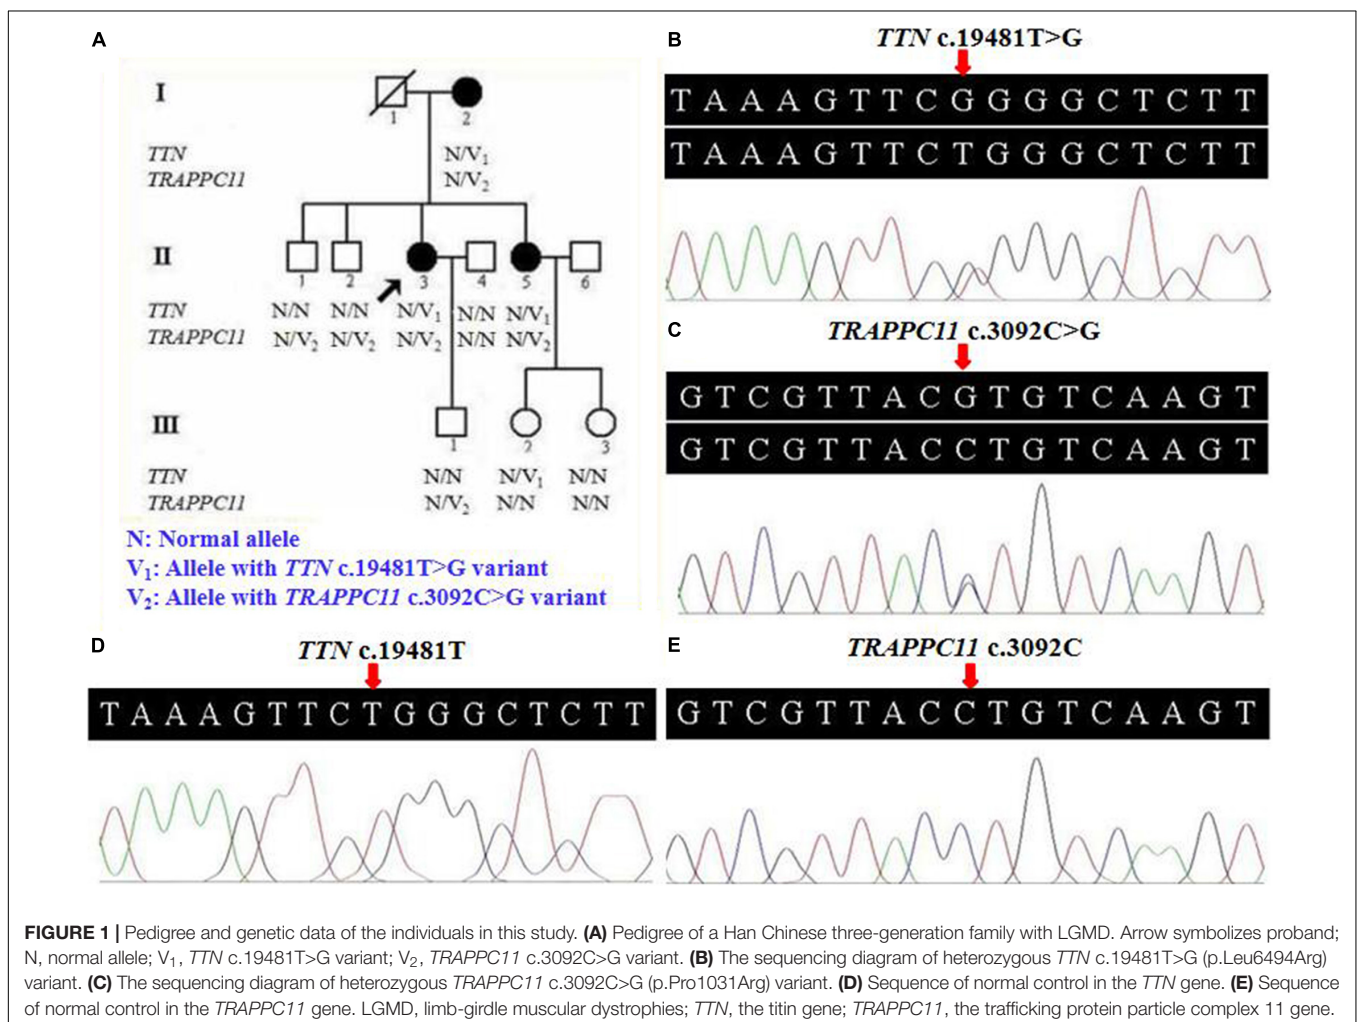 A
I
1 2
TTN N/V₁
TRAPPC11 N/V₂
II
1 2 3 4 5 6
TTN N/N N/N N/V₁ N/N N/V₁
TRAPPC11 N/V₂ N/V₂ N/V₂ N/N N/V₂
III
1 2 3
TTN N/N N/V₁ N/N
TRAPPC11 N/V₂ N/N N/N
N: Normal allele
V₁: Allele with TTN c.19481T>G variant
V₂: Allele with TRAPPC11 c.3092C>G variant
B
TTN c.19481T>G
T A A A G T T C G G G G C T C T T
T A A A G T T C T G G G C T C T T
C
TRAPPC11 c.3092C>G
G T C G T T A C G T G T C A A G T
G T C G T T A C C T G T C A A G T
D
TTN c.19481T
T A A A G T T C T G G G C T C T T
E
TRAPPC11 c.3092C
G T C G T T A C C T G T C A A G T
FIGURE 1 | Pedigree and genetic data of the individuals in this study. (A) Pedigree of a Han Chinese three-generation family with LGMD. Arrow symbolizes proband;
N, normal allele; V₁, TTN c.19481T>G variant; V₂, TRAPPC11 c.3092C>G variant. (B) The sequencing diagram of heterozygous TTN c.19481T>G (p.Leu6494Arg)
variant. (C) The sequencing diagram of heterozygous TRAPPC11 c.3092C>G (p.Pro1031Arg) variant. (D) Sequence of normal control in the TTN gene. (E) Sequence
of normal control in the TRAPPC11 gene. LGMD, limb-girdle muscular dystrophies; TTN, the titin gene; TRAPPC11, the trafficking protein particle complex 11 gene.